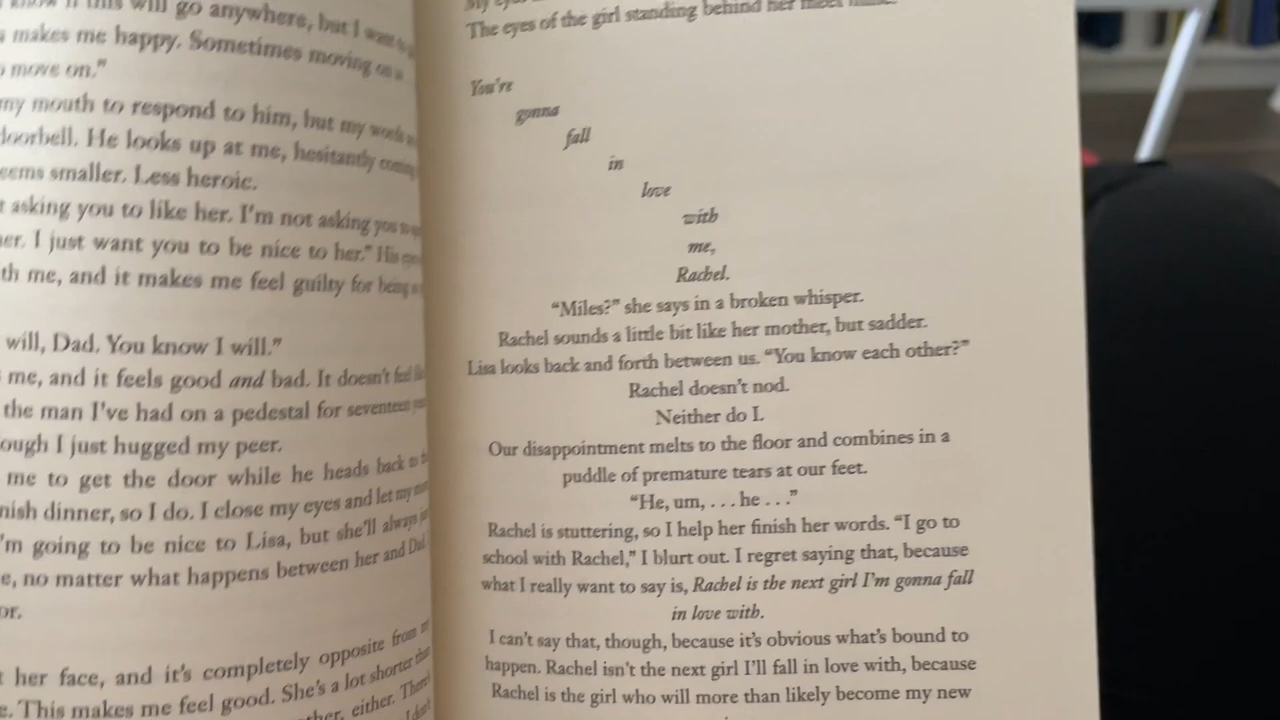 this will go anywhere, but I want
makes me happy. Sometimes moving on
move on."
my mouth to respond to him, but my words
doorbell. He looks up at me, hesitantly coming
seems smaller. Less heroic.
asking you to like her. I'm not asking you
her. I just want you to be nice to her." His
with me, and it makes me feel guilty for being
will, Dad. You know I will."
me, and it feels good and bad. It doesn't feel
the man I've had on a pedestal for seventeen
though I just hugged my peer.
me to get the door while he heads back to
finish dinner, so I do. I close my eyes and let my
I'm going to be nice to Lisa, but she'll always
no matter what happens between her and Dad.
her face, and it's completely opposite from
This makes me feel good. She's a lot shorter than
either. There's
I don't
My eyes
The eyes of the girl standing behind her meet mine.
You're
gonna
fall
in
love
with
me,
Rachel.
“Miles?” she says in a broken whisper.
Rachel sounds a little bit like her mother, but sadder.
Lisa looks back and forth between us. “You know each other?”
Rachel doesn't nod.
Neither do I.
Our disappointment melts to the floor and combines in a
puddle of premature tears at our feet.
“He, um, . . . he . . .”
Rachel is stuttering, so I help her finish her words. “I go to
school with Rachel,” I blurt out. I regret saying that, because
what I really want to say is, Rachel is the next girl I'm gonna fall
in love with.
I can't say that, though, because it's obvious what's bound to
happen. Rachel isn't the next girl I'll fall in love with, because
Rachel is the girl who will more than likely become my new